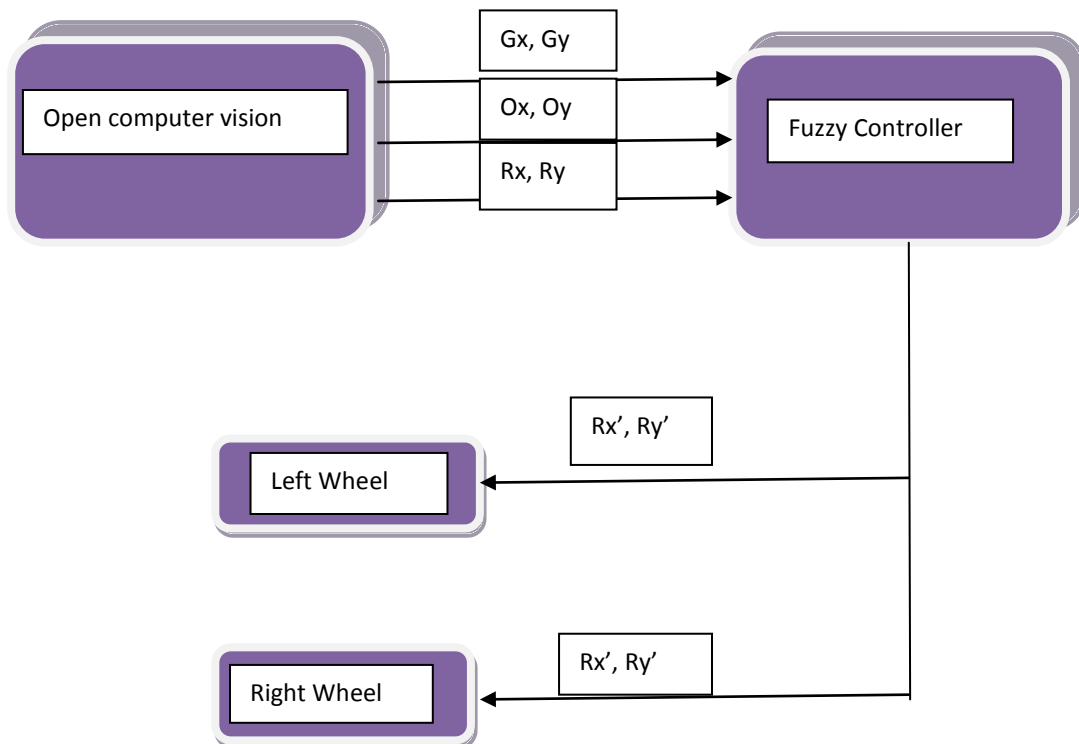 Gx, Gy
Open computer vision
Ox, Oy
Fuzzy Controller
Rx, Ry
Rx’, Ry’
Left Wheel
Rx’, Ry’
Right Wheel